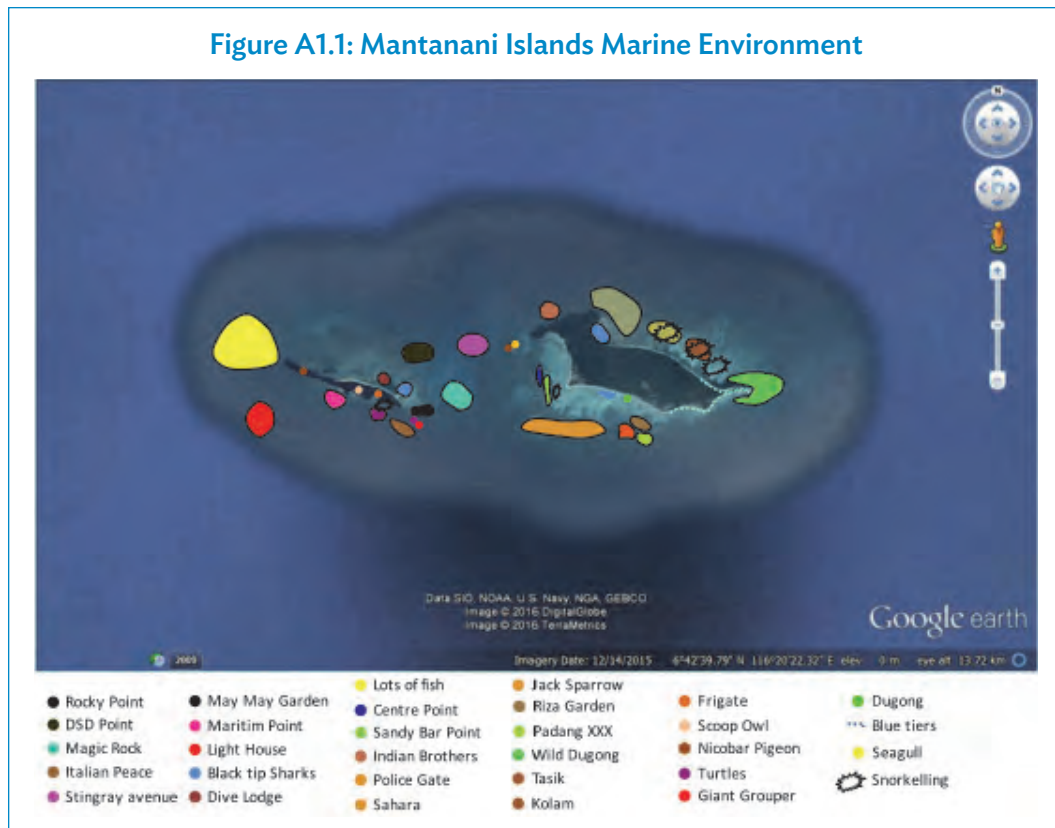 Figure A1.1: Mantanani Islands Marine Environment
N
Data SIO, NOAA, U.S. Navy, NGA, GEBCO
Image © 2016 DigitalGlobe
Image © 2016 TerraMetrics
Google earth
2009
Imagery Date: 12/14/2015 6°42'39.79" N 116°20'22.32" E elev 0 m eye alt 13.72 km
Rocky Point
DSD Point
Magic Rock
Italian Peace
Stingray avenue
May May Garden
Maritim Point
Light House
Black tip Sharks
Dive Lodge
Lots of fish
Centre Point
Sandy Bar Point
Indian Brothers
Police Gate
Sahara
Jack Sparrow
Riza Garden
Padang XXX
Wild Dugong
Tasik
Kolam
Frigate
Scoop Owl
Nicobar Pigeon
Turtles
Giant Grouper
Dugong
Blue tiers
Seagull
Snorkelling